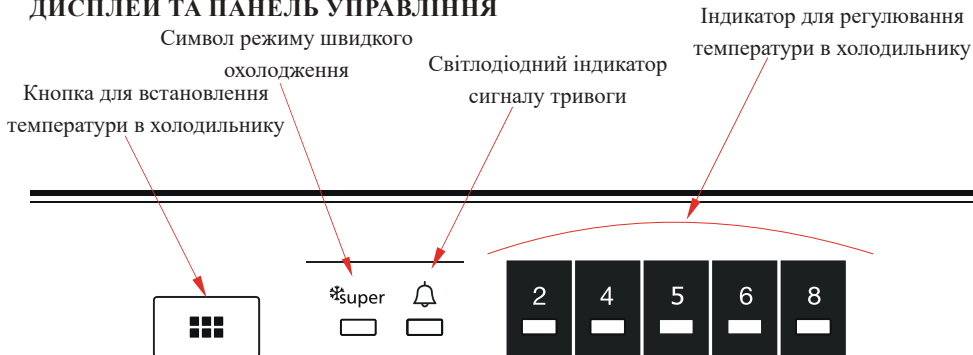 ДИСПЛЕЙ ТА ПАНЕЛЬ УПРАВЛІННЯ
Індикатор для регулювання
температури в холодильнику
Символ режиму швидкого
охолодження
Світлодіодний індикатор
сигналу тривоги
Кнопка для встановлення
температури в холодильнику
super
2 4 5 6 8